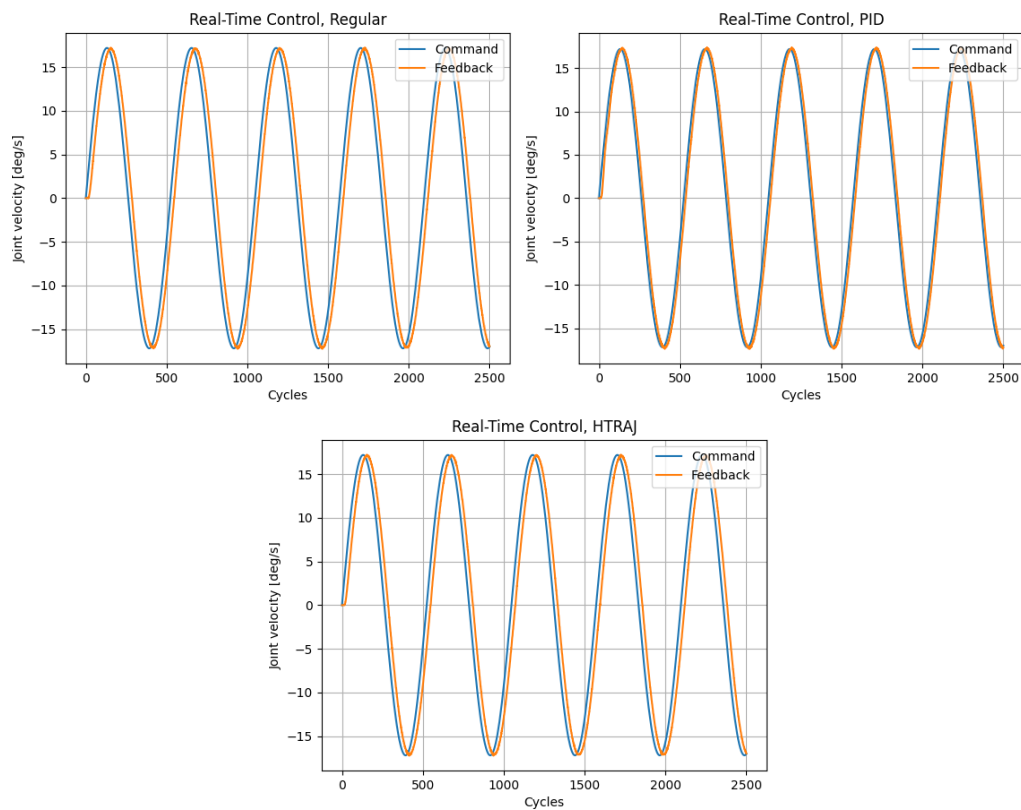 Real-Time Control, Regular
Command
Feedback
15
10
5
0
−5
−10
−15
Joint velocity [deg/s]
0 500 1000 1500 2000 2500
Cycles
Real-Time Control, PID
Command
Feedback
15
10
5
0
−5
−10
−15
Joint velocity [deg/s]
0 500 1000 1500 2000 2500
Cycles
Real-Time Control, HTRAJ
Command
Feedback
15
10
5
0
−5
−10
−15
Joint velocity [deg/s]
0 500 1000 1500 2000 2500
Cycles